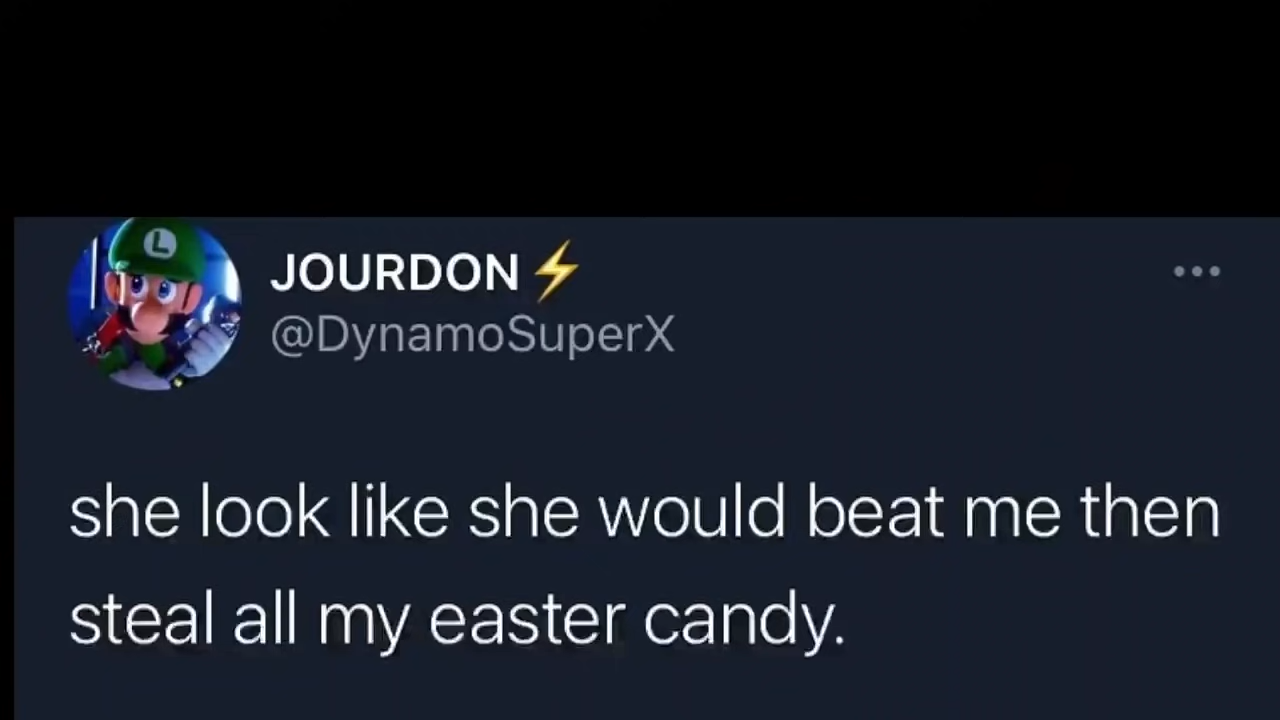 L
JOURDON⚡
@DynamoSuperX
she look like she would beat me then
steal all my easter candy.